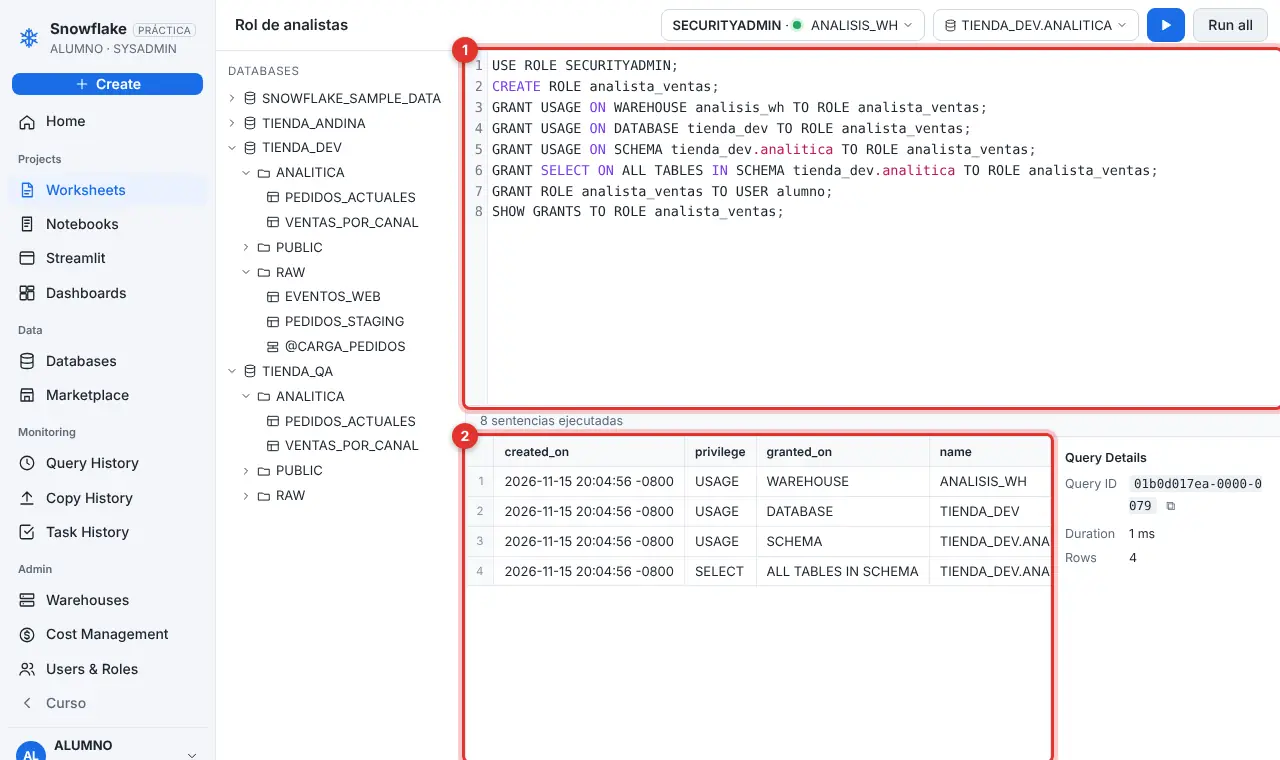 Snowflake PRÁCTICA
ALUMNO · SYSADMIN
+ Create
Home
Projects
Worksheets
Notebooks
Streamlit
Dashboards
Data
Databases
Marketplace
Monitoring
Query History
Copy History
Task History
Admin
Warehouses
Cost Management
Users & Roles
Curso
AL
ALUMNO
Rol de analistas
SECURITYADMIN · ANALISIS_WH
TIENDA_DEV.ANALITICA
Run all
DATABASES
SNOWFLAKE_SAMPLE_DATA
TIENDA_ANDINA
TIENDA_DEV
ANALITICA
PEDIDOS_ACTUALES
VENTAS_POR_CANAL
PUBLIC
RAW
EVENTOS_WEB
PEDIDOS_STAGING
@CARGA_PEDIDOS
TIENDA_QA
ANALITICA
PEDIDOS_ACTUALES
VENTAS_POR_CANAL
PUBLIC
RAW
1
1 USE ROLE SECURITYADMIN;
2 CREATE ROLE analista_ventas;
3 GRANT USAGE ON WAREHOUSE analisis_wh TO ROLE analista_ventas;
4 GRANT USAGE ON DATABASE tienda_dev TO ROLE analista_ventas;
5 GRANT USAGE ON SCHEMA tienda_dev.analitica TO ROLE analista_ventas;
6 GRANT SELECT ON ALL TABLES IN SCHEMA tienda_dev.analitica TO ROLE analista_ventas;
7 GRANT ROLE analista_ventas TO USER alumno;
8 SHOW GRANTS TO ROLE analista_ventas;
8 sentencias ejecutadas
2
created_on privilege granted_on name
1 2026-11-15 20:04:56 -0800 USAGE WAREHOUSE ANALISIS_WH
2 2026-11-15 20:04:56 -0800 USAGE DATABASE TIENDA_DEV
3 2026-11-15 20:04:56 -0800 USAGE SCHEMA TIENDA_DEV.ANA
4 2026-11-15 20:04:56 -0800 SELECT ALL TABLES IN SCHEMA TIENDA_DEV.ANA
Query Details
Query ID 01b0d017ea-0000-0
079
Duration 1 ms
Rows 4